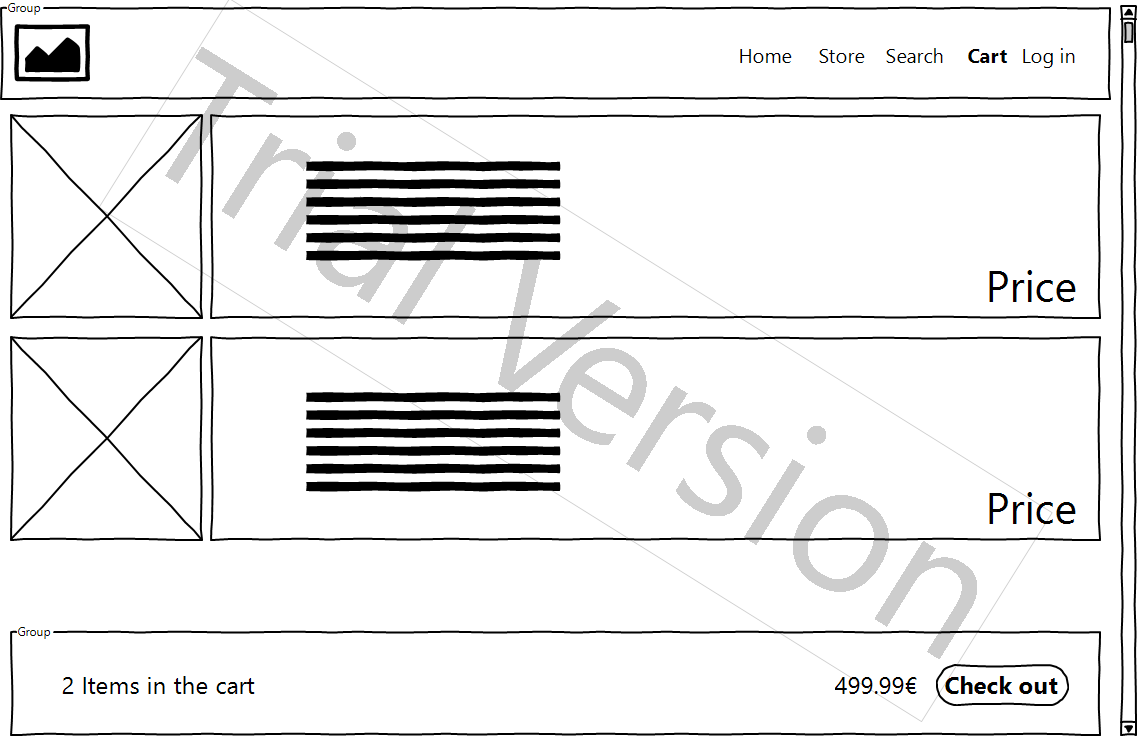 Group
Home Store Search Cart Log in
Price
Price
Trial Version
Group
2 Items in the cart 499.99€ Check out